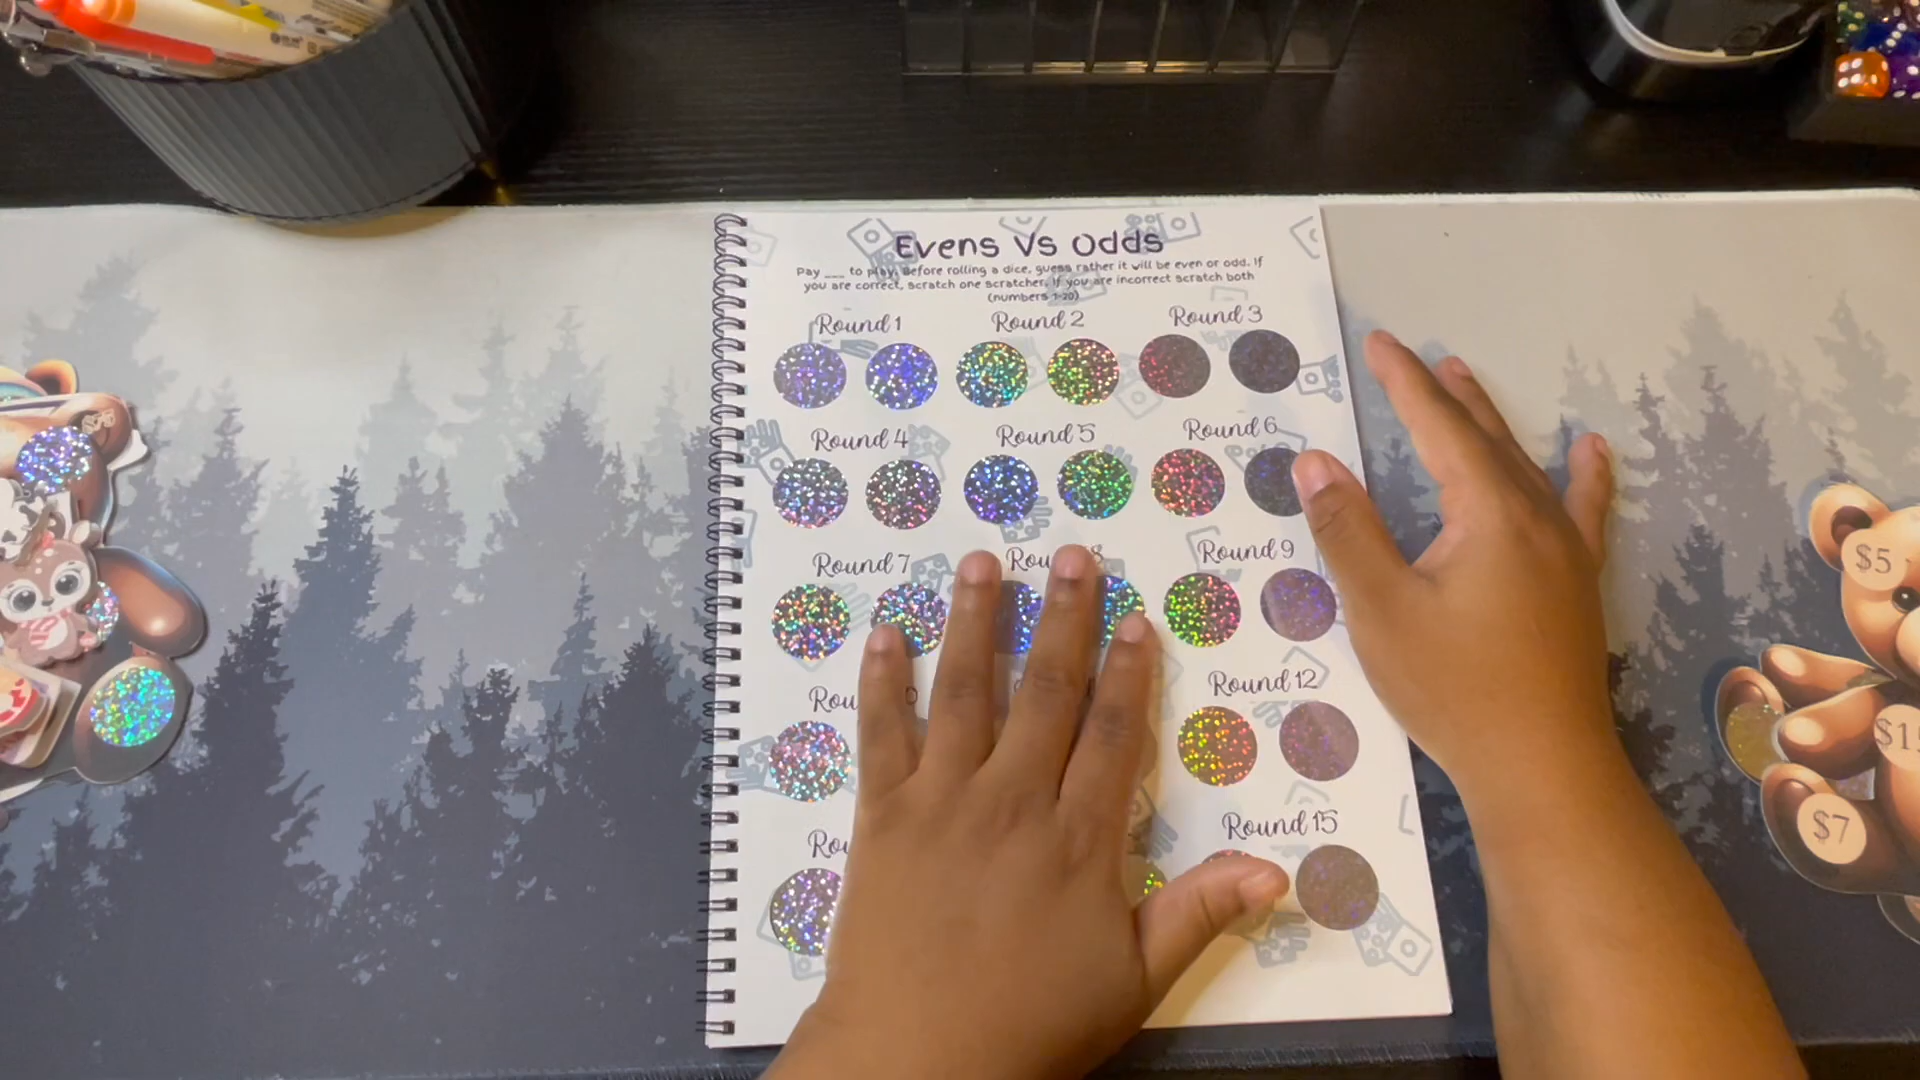 Evens Vs Odds
Pay ___ to play. Before rolling a dice, guess rather it will be even or odd. If
you are correct, scratch one scratcher. If you are incorrect scratch both
(numbers 1-20)
Round 1 Round 2 Round 3
Round 4 Round 5 Round 6
Round 7 Round 8 Round 9
Round 12
Round 15
$5
$7